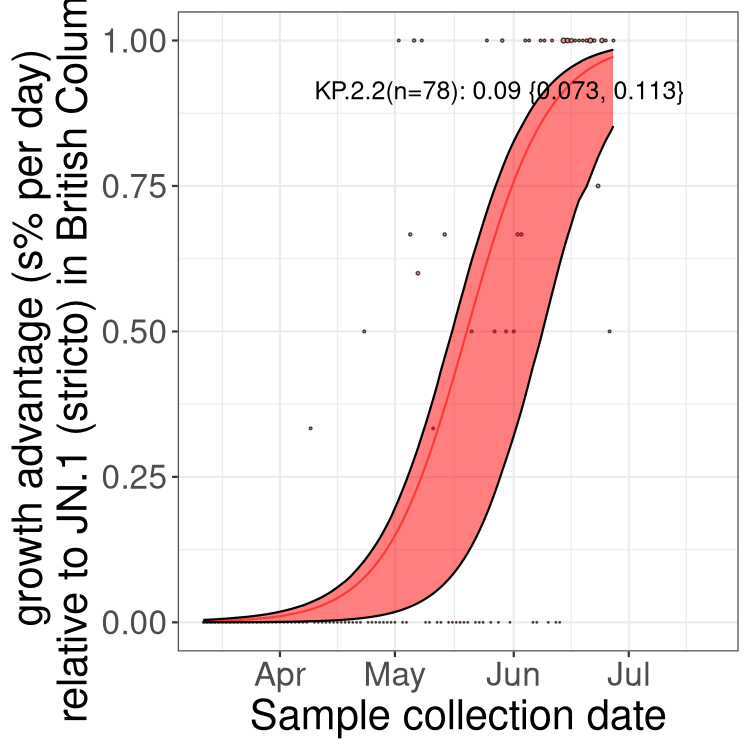 growth advantage (s% per day)
relative to JN.1 (stricto) in British Colum
1.00
0.75
0.50
0.25
0.00
KP.2.2(n=78): 0.09 {0.073, 0.113}
Apr May Jun Jul
Sample collection date